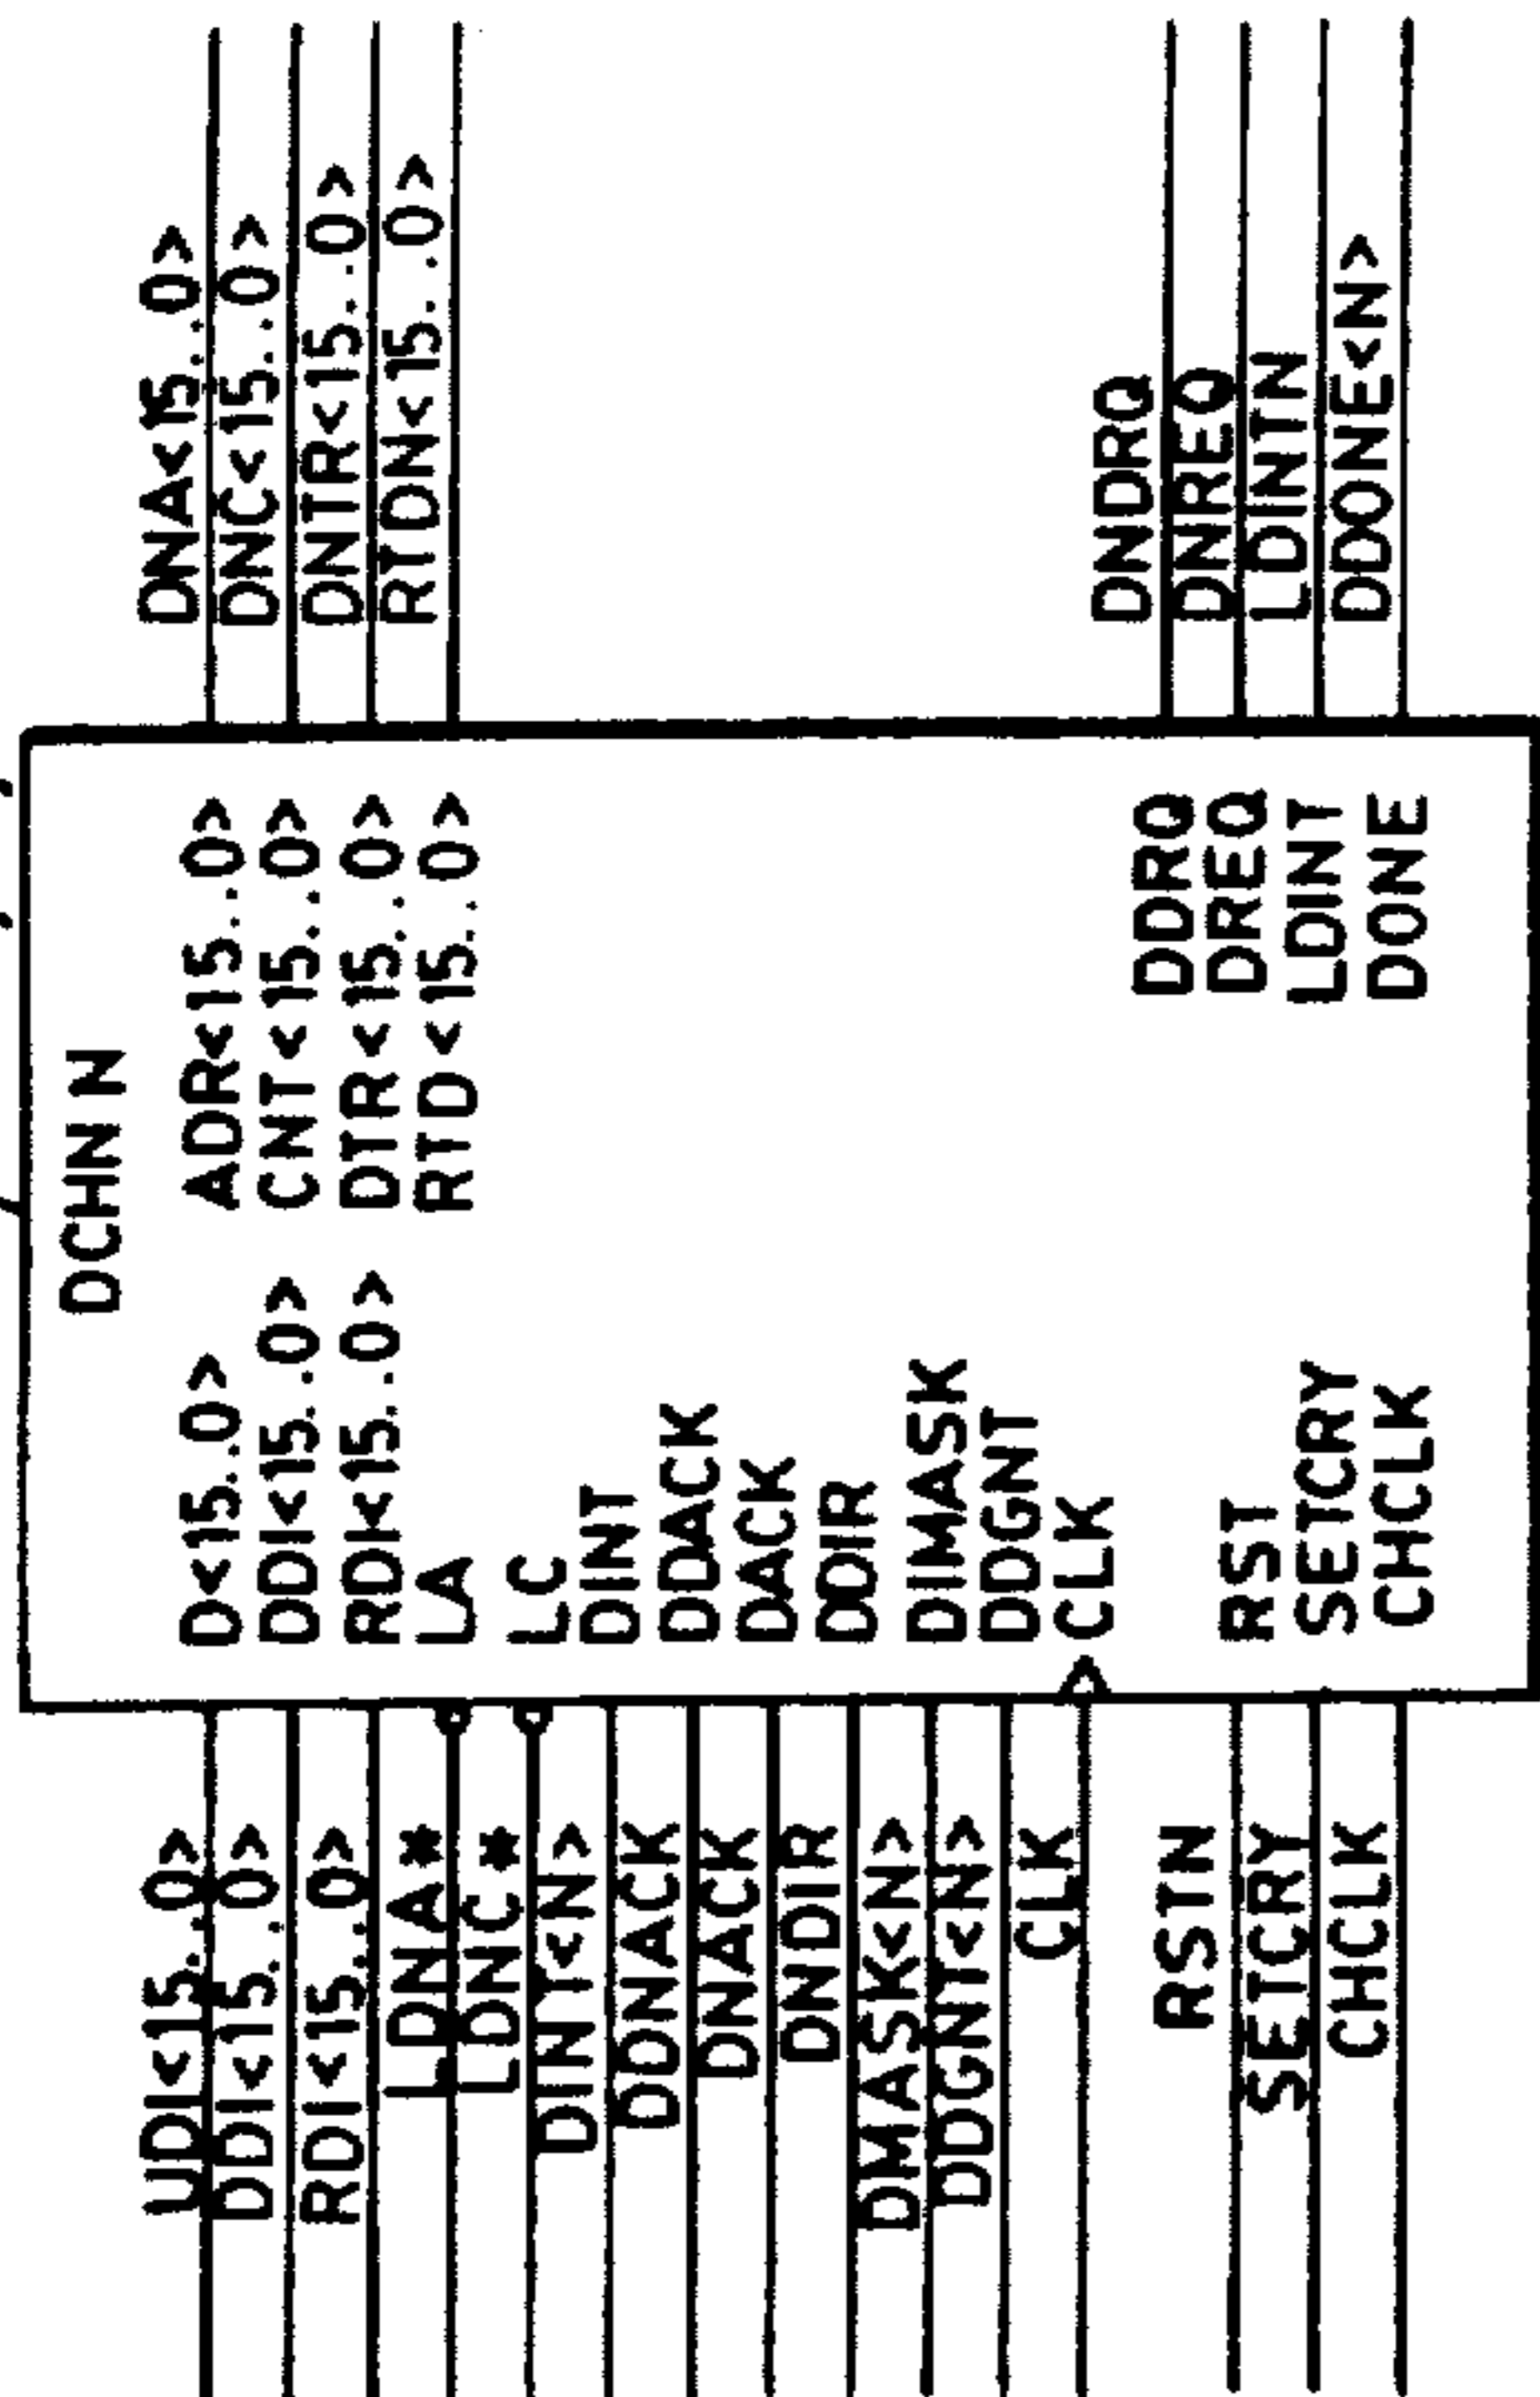 DCHN N
UDI<15..0>
DDI<15..0>
RDI<15..0>
LDNA*
LDNC*
DINT<N>
DDNACK
DNACK
DNDIR
DMASK<N>
DDGNT<N>
CLK
RSTN
SETCRY
CHCLK
D<15..0>
DDI<15..0>
RDI<15..0>
LA
LC
DINT
DDACK
DACK
DDIR
DIMASK
DDGNT
CLK
RST
SETCRY
CHCLK
ADR<15..0>
CNT<15..0>
DTR<15..0>
RTD<15..0>
DDRQ
DREQ
LDINT
DONE
DNA<15..0>
DNC<15..0>
DNTR<15..0>
RTDN<15..0>
DNDRQ
DNREQ
LDINTN
DDONE<N>